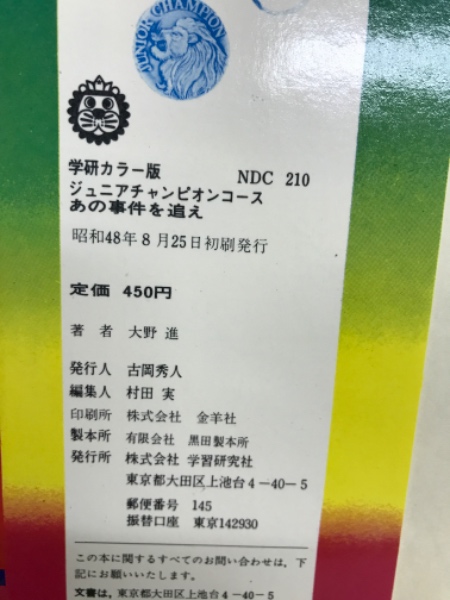 JUNIOR CHAMPION
学研カラー版 NDC 210
ジュニアチャンピオンコース
あの事件を追え
昭和48年8月25日初刷発行
定価 450円
著者 大野 進
発行人 古岡秀人
編集人 村田 実
印刷所 株式会社 金羊社
製本所 有限会社 黒田製本所
発行所 株式会社 学習研究社
東京都大田区上池台4-40-5
郵便番号 145
振替口座 東京142930
この本に関するすべてのお問い合わせは、下
記にお願いいたします。
文書は、東京都大田区上池台4-40-5